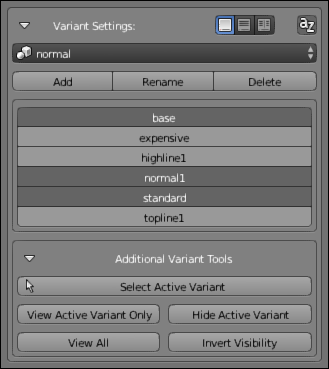 Variant Settings:
az
normal
Add Rename Delete
base
expensive
highline1
normal1
standard
topline1
Additional Variant Tools
Select Active Variant
View Active Variant Only Hide Active Variant
View All Invert Visibility